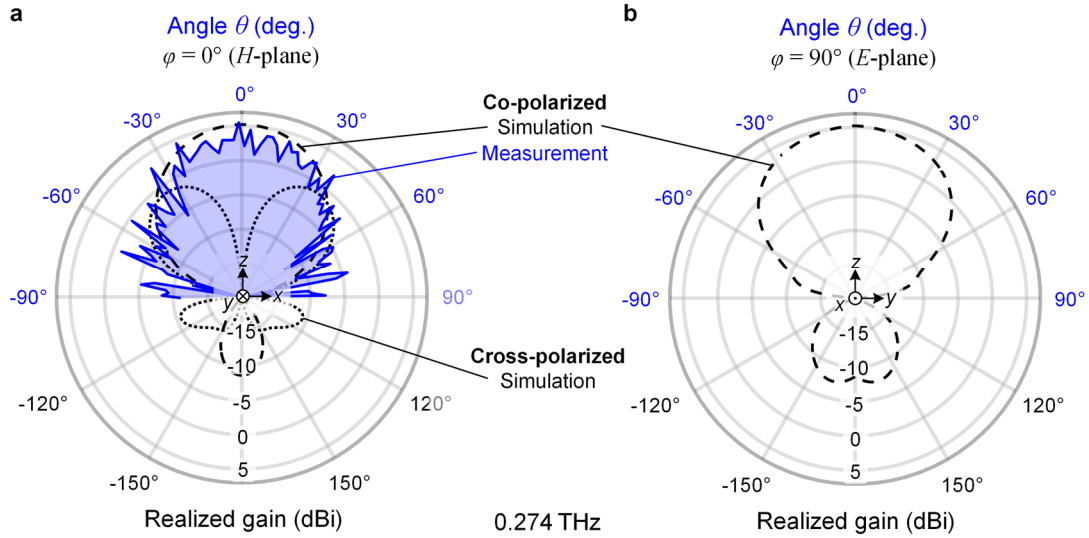 a
Angle θ (deg.)
φ = 0° (H-plane)
0°
-30°
30°
-60°
60°
-90°
90°
z
y
x
-15
-10
-5
0
5
-120°
120°
-150°
150°
Realized gain (dBi)
Co-polarized
Simulation
Measurement
Cross-polarized
Simulation
0.274 THz
b
Angle θ (deg.)
φ = 90° (E-plane)
0°
-30°
30°
-60°
60°
-90°
90°
z
x
y
-15
-10
-5
0
5
-120°
120°
-150°
150°
Realized gain (dBi)